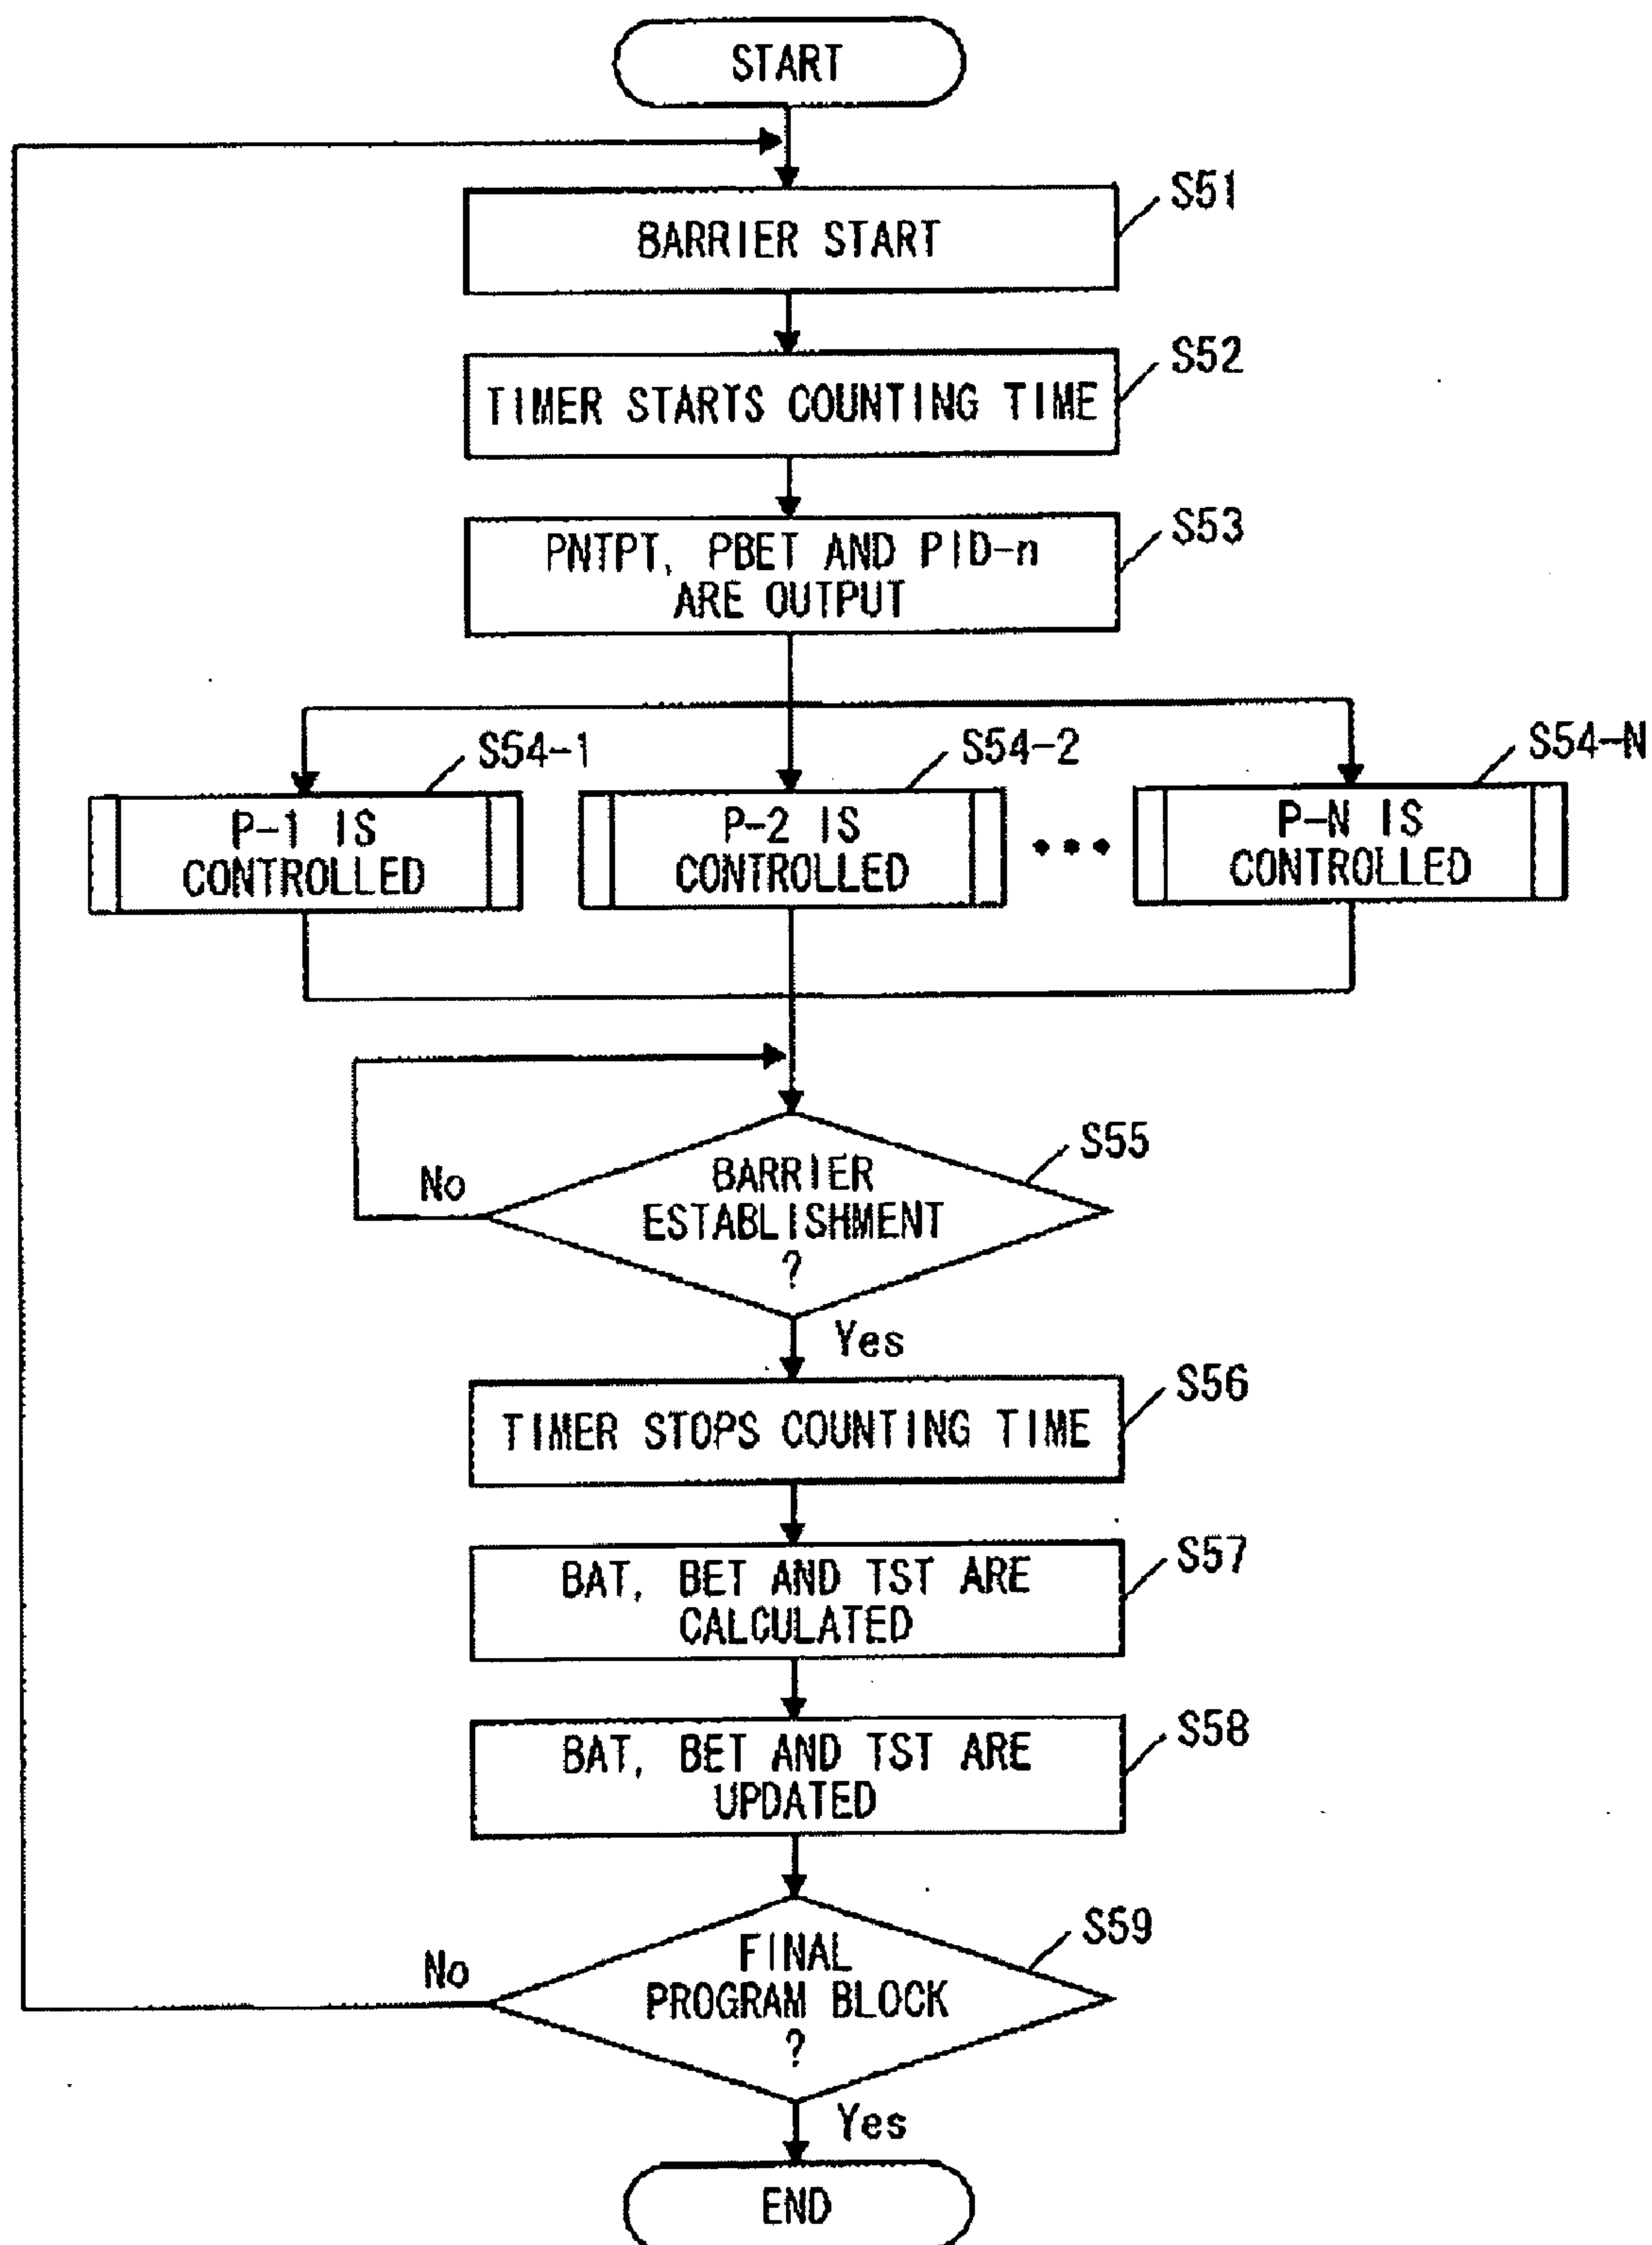 START
S51
BARRIER START
S52
TIMER STARTS COUNTING TIME
S53
PNTPT, PBET AND PID-n
ARE OUTPUT
S54-1
S54-2
S54-N
P-1 IS
CONTROLLED
P-2 IS
CONTROLLED
•••
P-N IS
CONTROLLED
S55
BARRIER
ESTABLISHMENT
?
No
Yes
S56
TIMER STOPS COUNTING TIME
S57
BAT, BET AND TST ARE
CALCULATED
S58
BAT, BET AND TST ARE
UPDATED
S59
FINAL
PROGRAM BLOCK
?
No
Yes
END